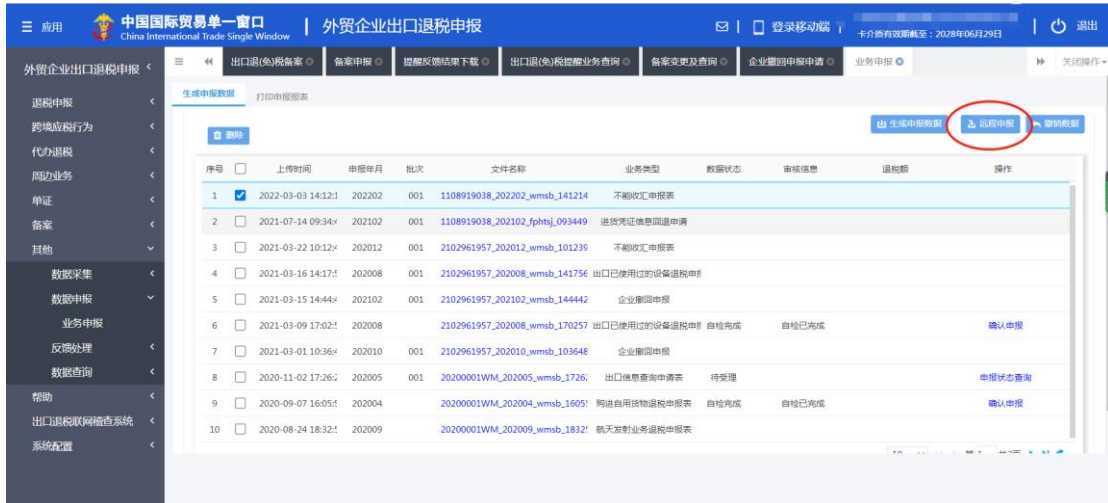 应用 中国国际贸易单一窗口 外贸企业出口退税申报 登录移动端 退出
China International Trade Single Window 卡介质有效期截至：2028年06月29日
外贸企业出口退税申报 出口退(免)税备案 备案申报 提醒反馈结果下载 出口退(免)税提醒业务查询 备案变更及查询 企业撤回申报申请 业务申报 关闭操作
生成申报数据 打印申报报表
退税申报
跨境应税行为
代办退税
周边业务
单证
备案
其他
数据采集
数据申报
业务申报
反馈处理
数据查询
帮助
出口退税联网稽查系统
系统配置
删除 生成申报数据 远程申报 撤销数据
序号 上传时间 申报年月 批次 文件名称 业务类型 数据状态 审核信息 退税额 操作
1 2022-03-03 14:12:1 202202 001 1108919038_202202_wmsb_141214 不能收汇申报表
2 2021-07-14 09:34:4 202102 001 1108919038_202102_fphtsj_093449 进货凭证信息回退申请
3 2021-03-22 10:12:4 202012 001 2102961957_202012_wmsb_101239 不能收汇申报表
4 2021-03-16 14:17:5 202008 001 2102961957_202008_wmsb_141756 出口已使用过的设备退税申报
5 2021-03-15 14:44:4 202102 001 2102961957_202102_wmsb_144442 企业撤回申报
6 2021-03-09 17:02:5 202008 2102961957_202008_wmsb_170257 出口已使用过的设备退税申报 自检完成 自检已完成 确认申报
7 2021-03-01 10:36:4 202010 001 2102961957_202010_wmsb_103648 企业撤回申报
8 2020-11-02 17:26:2 202005 001 20200001WM_202005_wmsb_1726 出口信息查询申请表 待受理 申报状态查询
9 2020-09-07 16:05:5 202004 20200001WM_202004_wmsb_1605 购进自用货物退税申报表 自检完成 自检已完成 确认申报
10 2020-08-24 18:32:5 202009 20200001WM_202009_wmsb_1832 航天发射业务退税申报表